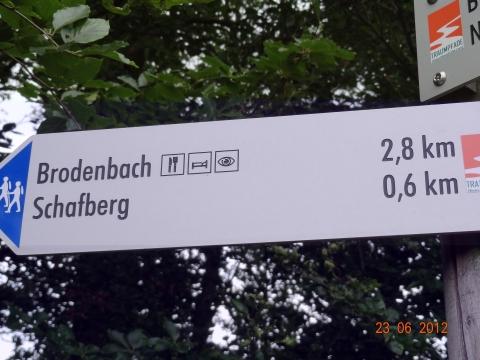 Brodenbach 2,8 km
Schafberg 0,6 km
TRAUMPFADE
23 06 2012